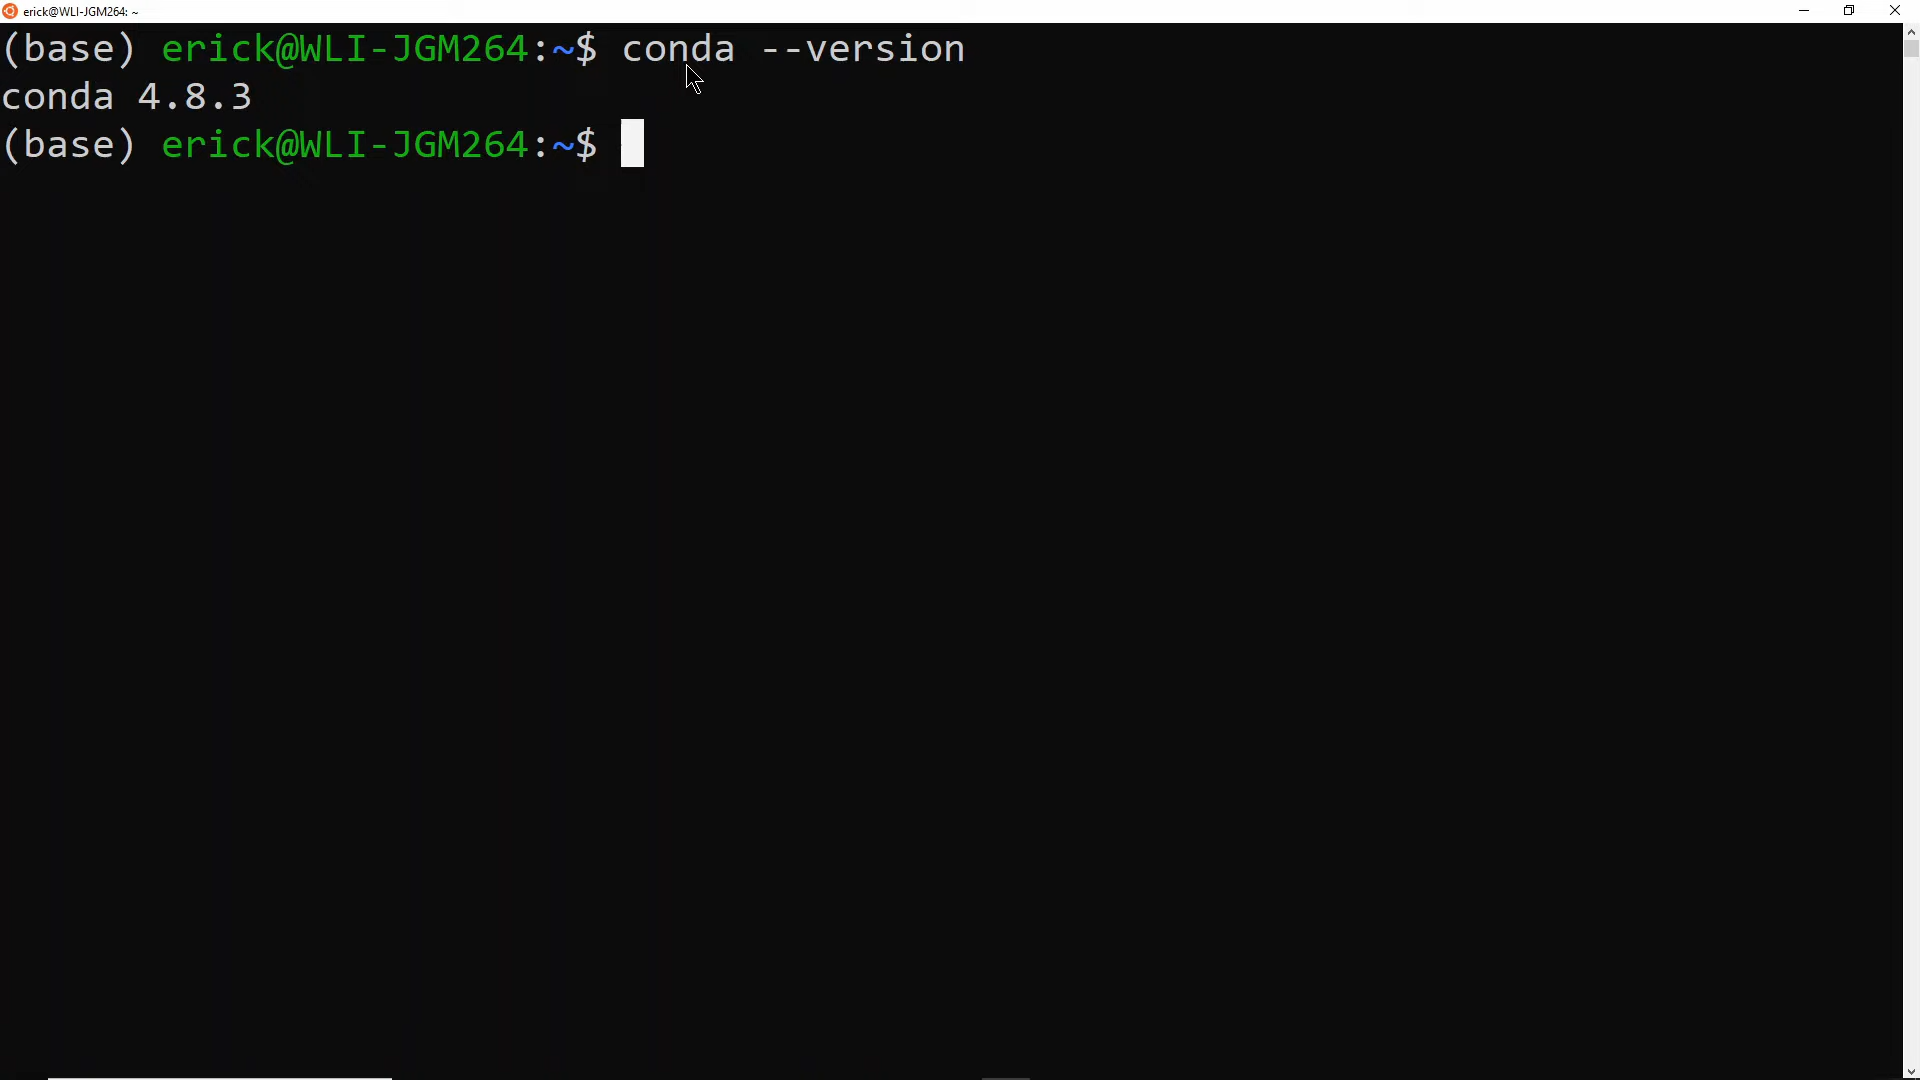 erick@WLI-JGM264: ~
(base) erick@WLI-JGM264:~$ conda --version
conda 4.8.3
(base) erick@WLI-JGM264:~$